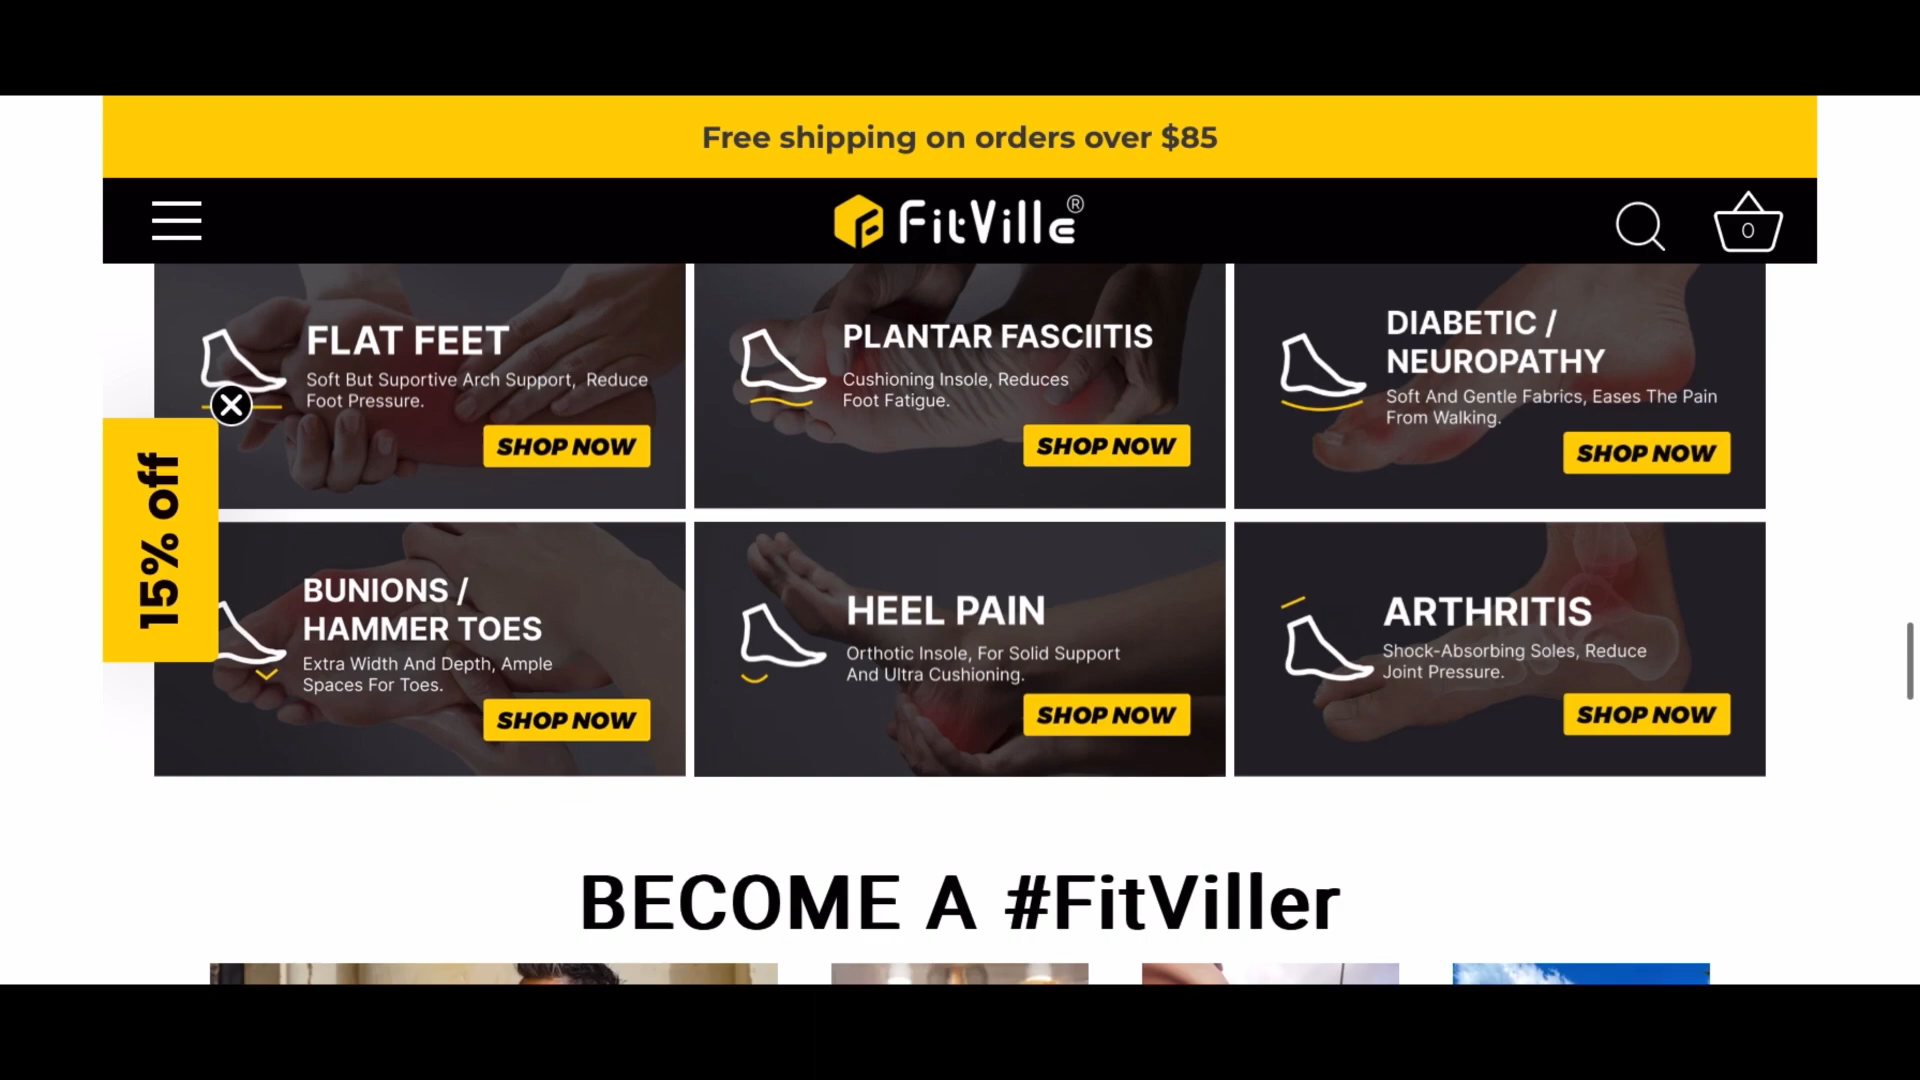 Free shipping on orders over $85
FitVille®
0
FLAT FEET
Soft But Suportive Arch Support, Reduce
Foot Pressure.
SHOP NOW
PLANTAR FASCIITIS
Cushioning Insole, Reduces
Foot Fatigue.
SHOP NOW
DIABETIC /
NEUROPATHY
Soft And Gentle Fabrics, Eases The Pain
From Walking.
SHOP NOW
15% off
BUNIONS /
HAMMER TOES
Extra Width And Depth, Ample
Spaces For Toes.
SHOP NOW
HEEL PAIN
Orthotic Insole, For Solid Support
And Ultra Cushioning.
SHOP NOW
ARTHRITIS
Shock-Absorbing Soles, Reduce
Joint Pressure.
SHOP NOW
BECOME A #FitViller